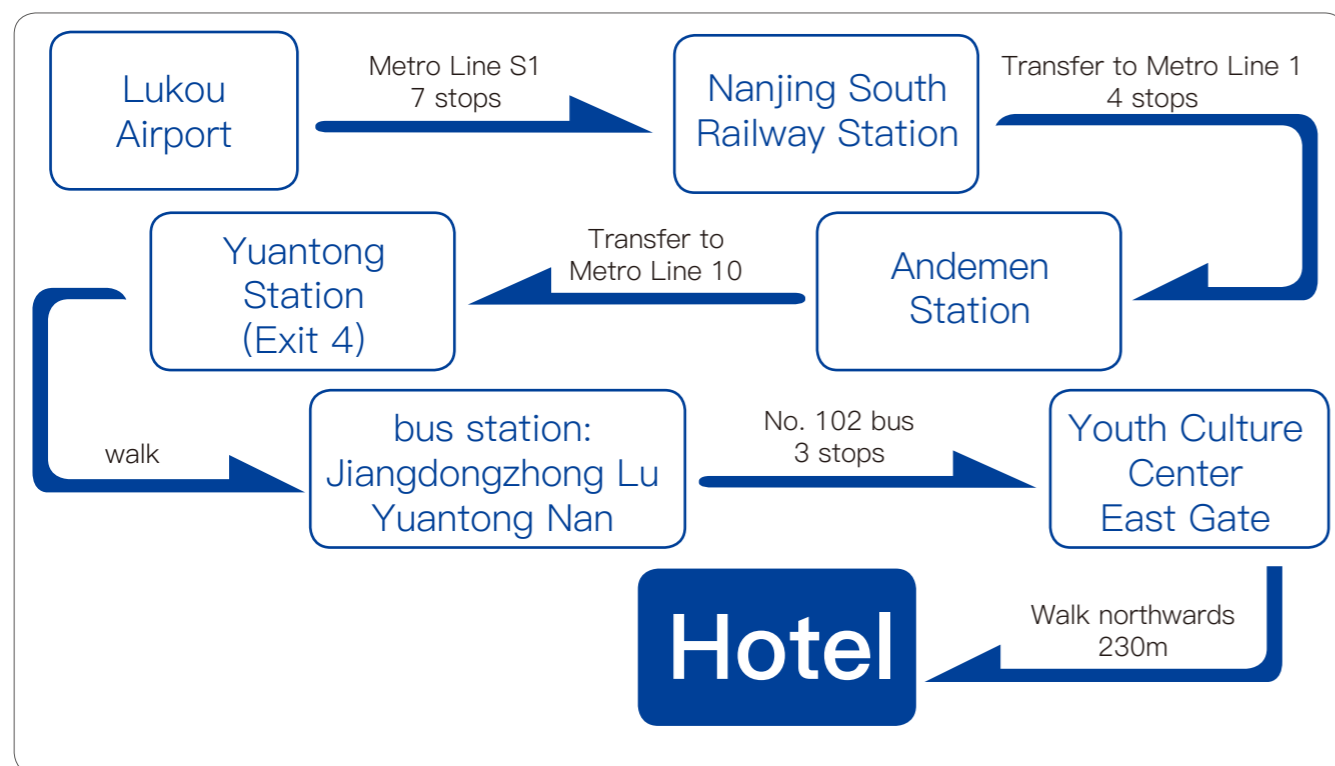 Lukou
Airport
Metro Line S1
7 stops
Nanjing South
Railway Station
Transfer to Metro Line 1
4 stops
Andemen
Station
Transfer to
Metro Line 10
Yuantong
Station
(Exit 4)
walk
bus station:
Jiangdongzhong Lu
Yuantong Nan
No. 102 bus
3 stops
Youth Culture
Center
East Gate
Walk northwards
230m
Hotel